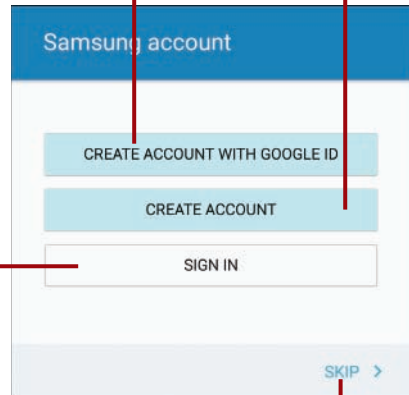 Samsung account
CREATE ACCOUNT WITH GOOGLE ID
CREATE ACCOUNT
SIGN IN
SKIP >